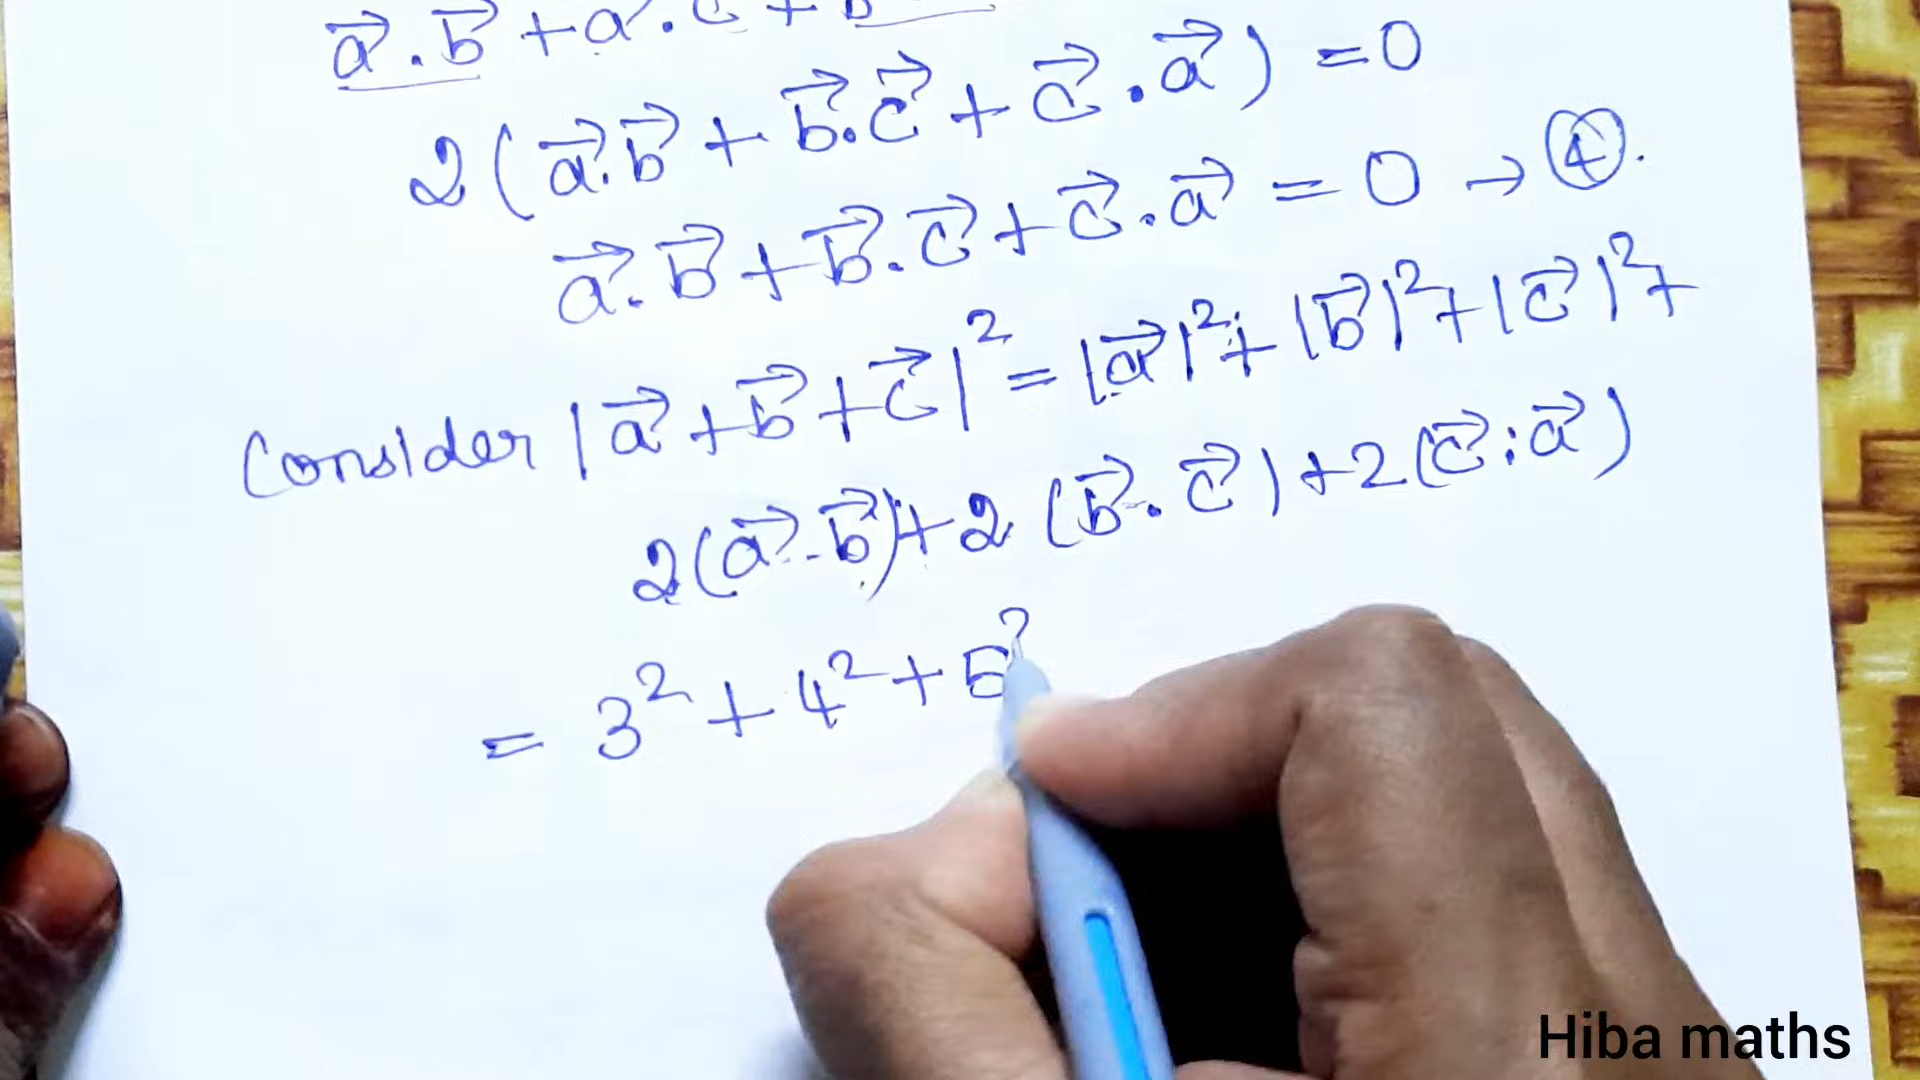 a⃗.b⃗ + a⃗.c⃗ + b
2(a⃗.b⃗ + b⃗.c⃗ + c⃗.a⃗) = 0
a⃗.b⃗ + b⃗.c⃗ + c⃗.a⃗ = 0 → ④.
Consider |a⃗ + b⃗ + c⃗|² = |a⃗|² + |b⃗|² + |c⃗|² +
2(a⃗.b⃗) + 2(b⃗.c⃗) + 2(c⃗.a⃗)
= 3² + 4² + 5²
Hiba maths